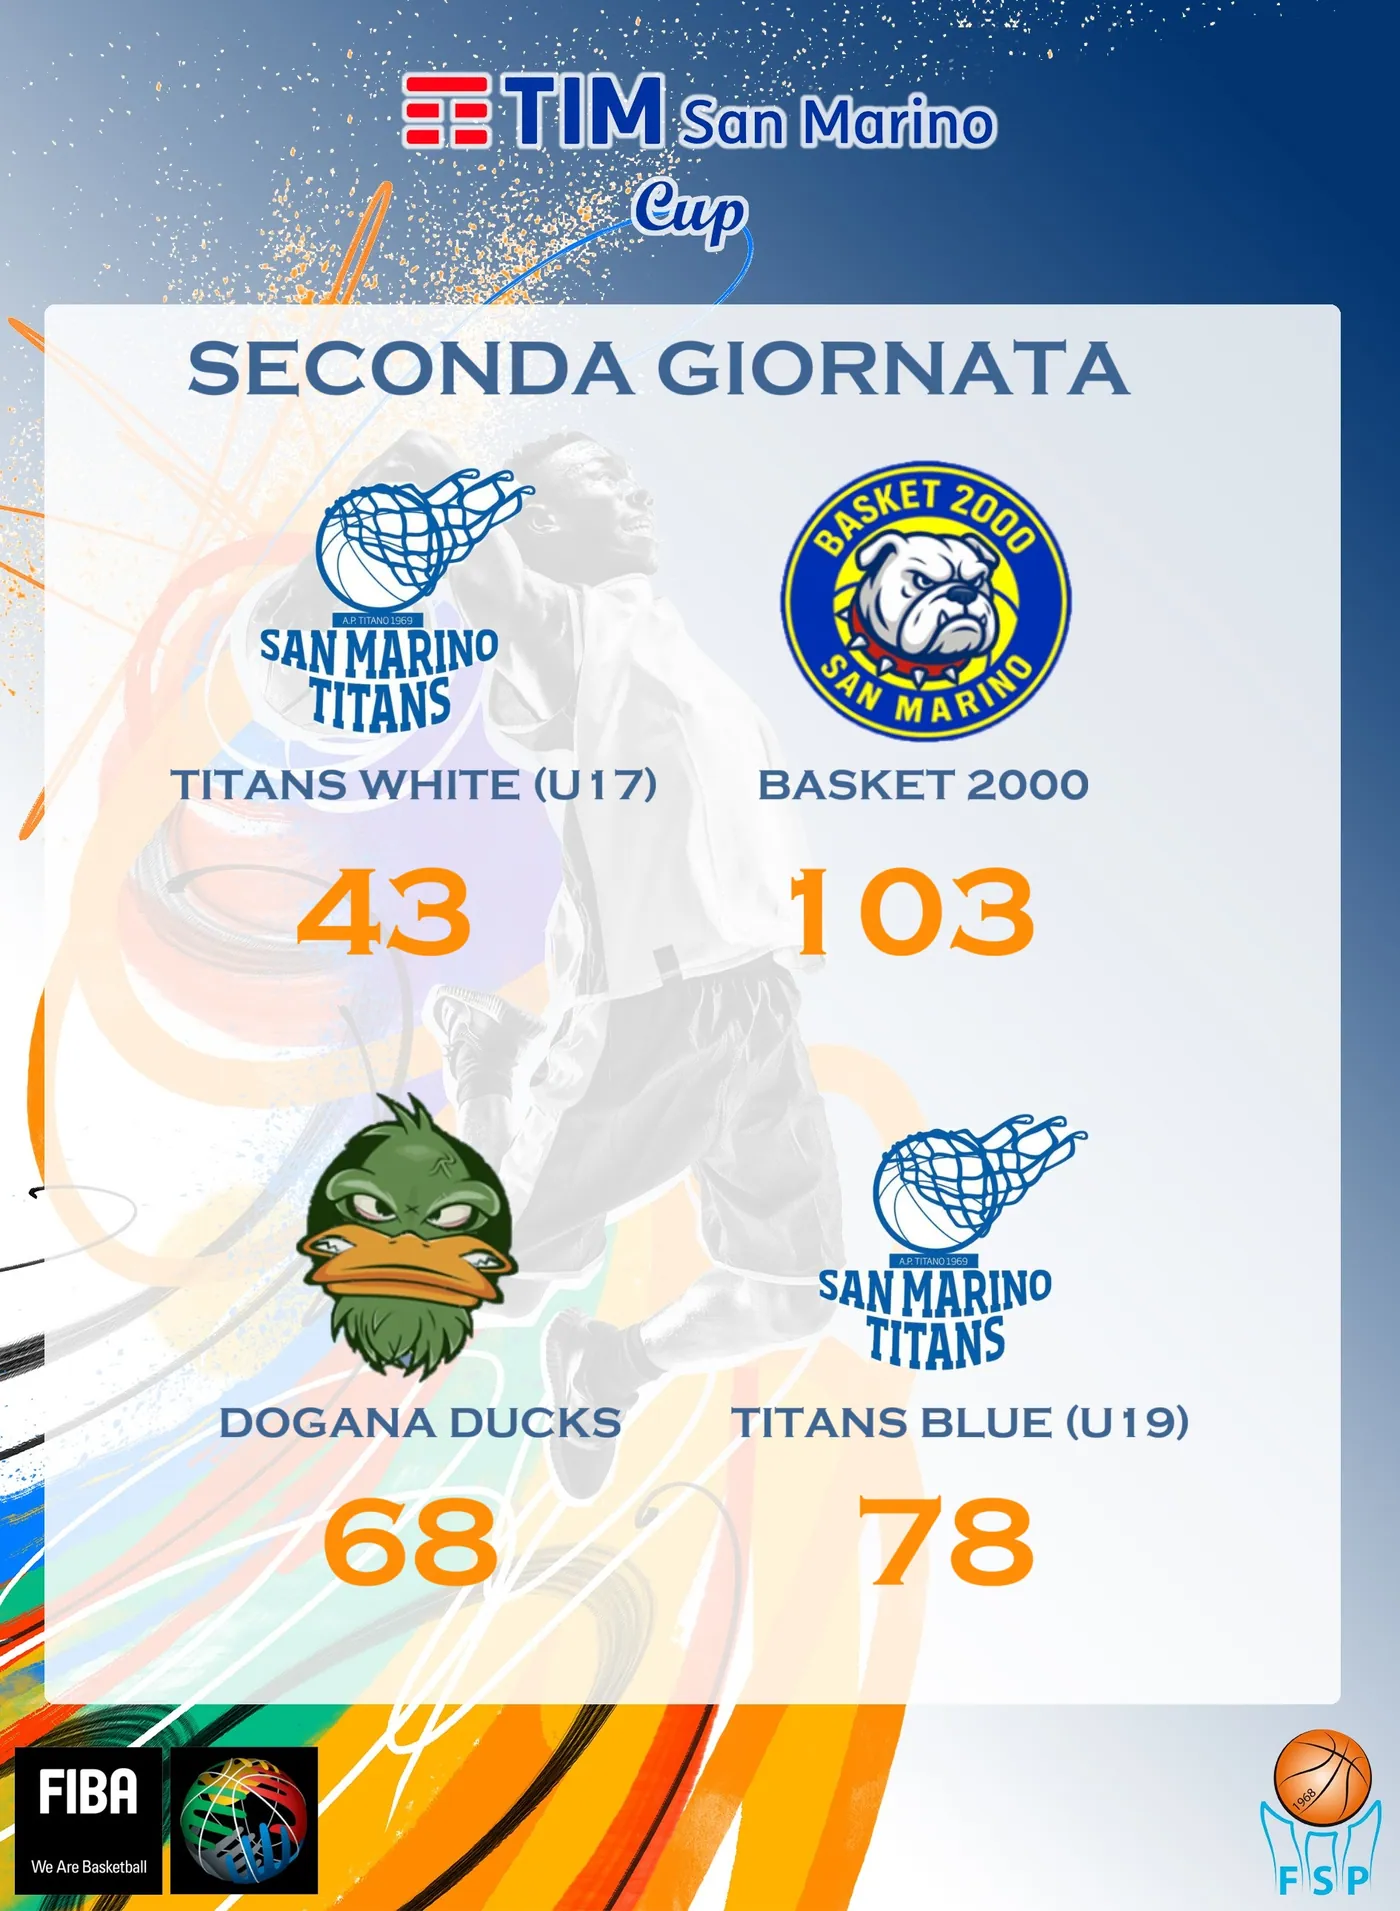 TIM San Marino
Cup
SECONDA GIORNATA
A.P. TITANO 1969
SAN MARINO
TITANS
BASKET 2000
SAN MARINO
TITANS WHITE (U17)
BASKET 2000
43
103
A.P. TITANO 1969
SAN MARINO
TITANS
DOGANA DUCKS
TITANS BLUE (U19)
68
78
FIBA
We Are Basketball
1968
FSP